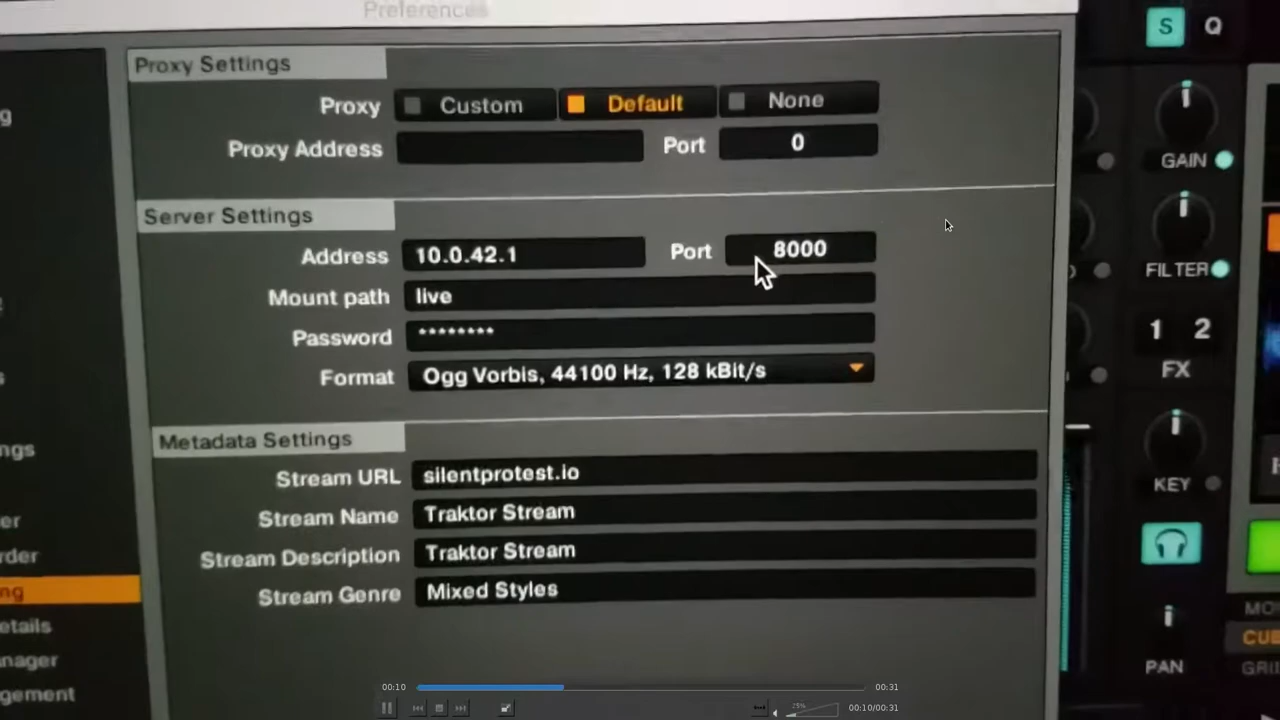 Preferences
S Q
Proxy Settings
Proxy Custom Default None
Proxy Address Port 0
GAIN
Server Settings
Address 10.0.42.1 Port 8000
FILTER
Mount path live
1 2
Password ********
FX
Format Ogg Vorbis, 44100 Hz, 128 kBit/s
Metadata Settings
Stream URL silentprotest.io
KEY
Stream Name Traktor Stream
Stream Description Traktor Stream
Stream Genre Mixed Styles
PAN
00:10 00:31
25%
00:10/00:31